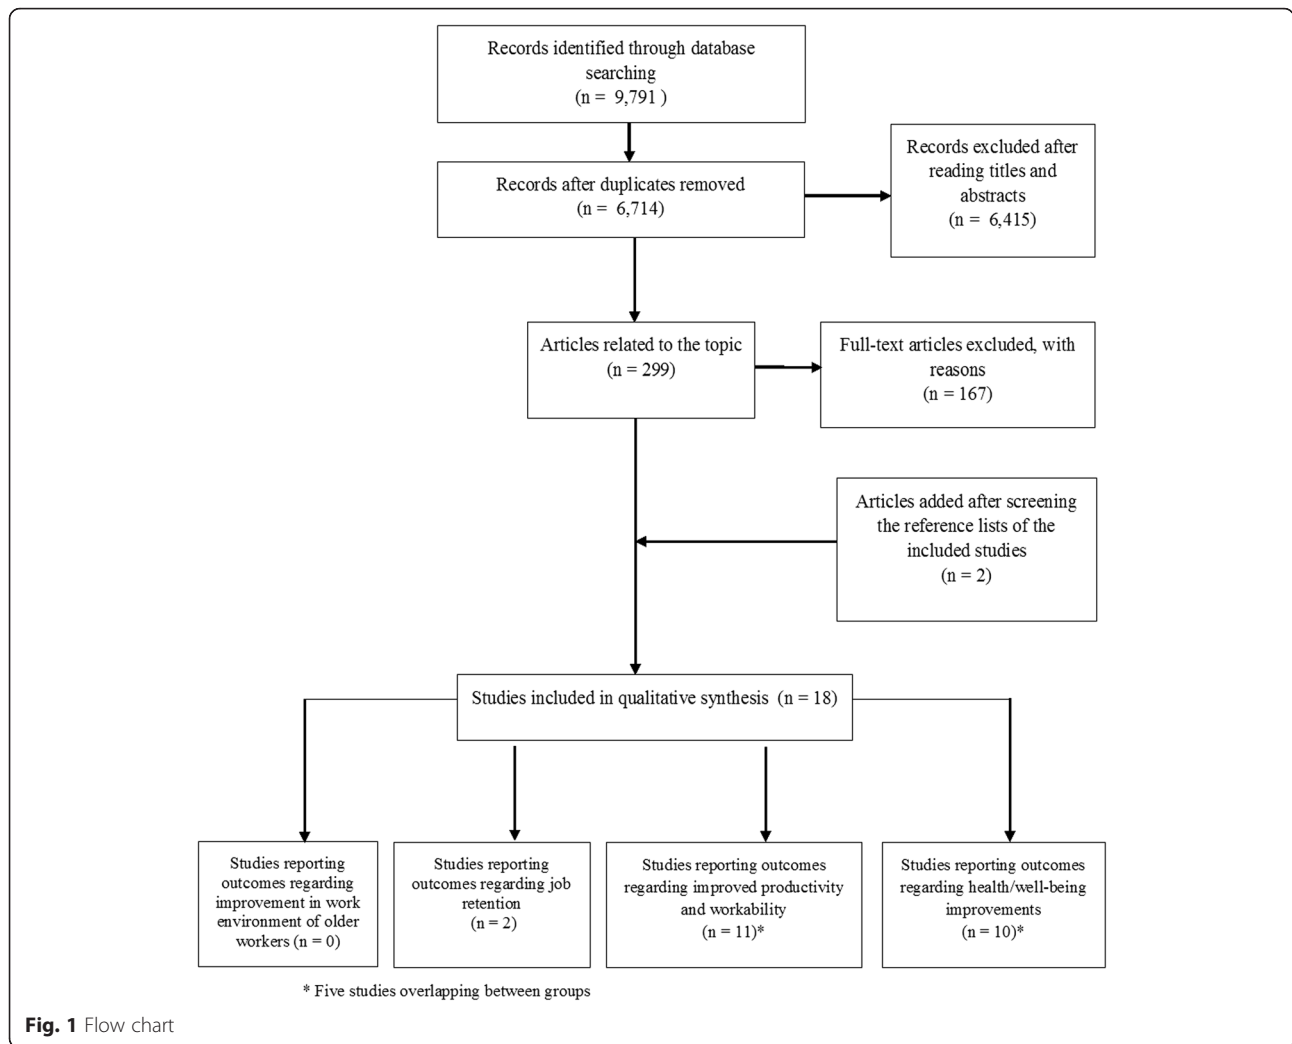 Records identified through database
searching
(n = 9,791 )
Records after duplicates removed
(n = 6,714)
Records excluded after
reading titles and
abstracts
(n = 6,415)
Articles related to the topic
(n = 299)
Full-text articles excluded, with
reasons
(n = 167)
Articles added after screening
the reference lists of the
included studies
(n = 2)
Studies included in qualitative synthesis (n = 18)
Studies reporting
outcomes regarding
improvement in work
environment of older
workers (n = 0)
Studies reporting
outcomes regarding job
retention
(n = 2)
Studies reporting outcomes
regarding improved productivity
and workability
(n = 11)*
Studies reporting outcomes
regarding health/well-being
improvements
(n = 10)*
* Five studies overlapping between groups
Fig. 1 Flow chart